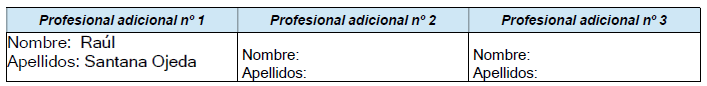 Profesional adicional nº 1 Profesional adicional nº 2 Profesional adicional nº 3
Nombre: Raúl
Apellidos: Santana Ojeda
Nombre:
Apellidos:
Nombre:
Apellidos: